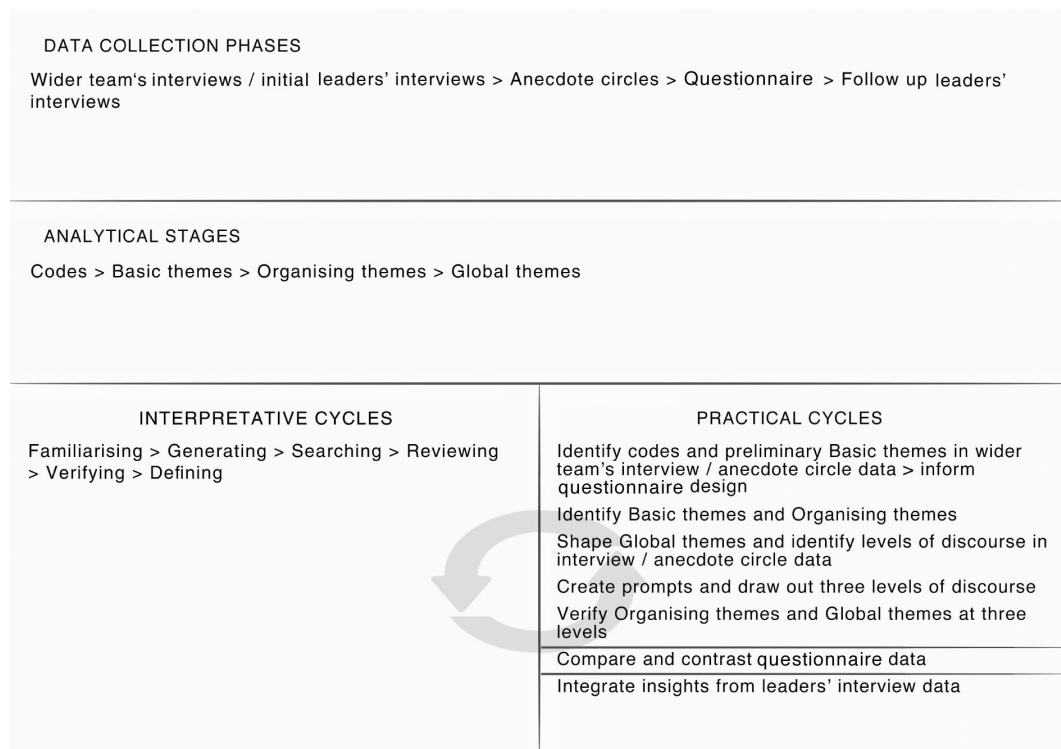 DATA COLLECTION PHASES
Wider team‘s interviews / initial leaders’ interviews > Anecdote circles > Questionnaire > Follow up leaders’
interviews
ANALYTICAL STAGES
Codes > Basic themes > Organising themes > Global themes
INTERPRETATIVE CYCLES
Familiarising > Generating > Searching > Reviewing
> Verifying > Defining
PRACTICAL CYCLES
Identify codes and preliminary Basic themes in wider
team’s interview / anecdote circle data > inform
questionnaire design
Identify Basic themes and Organising themes
Shape Global themes and identify levels of discourse in
interview / anecdote circle data
Create prompts and draw out three levels of discourse
Verify Organising themes and Global themes at three
levels
Compare and contrast questionnaire data
Integrate insights from leaders’ interview data